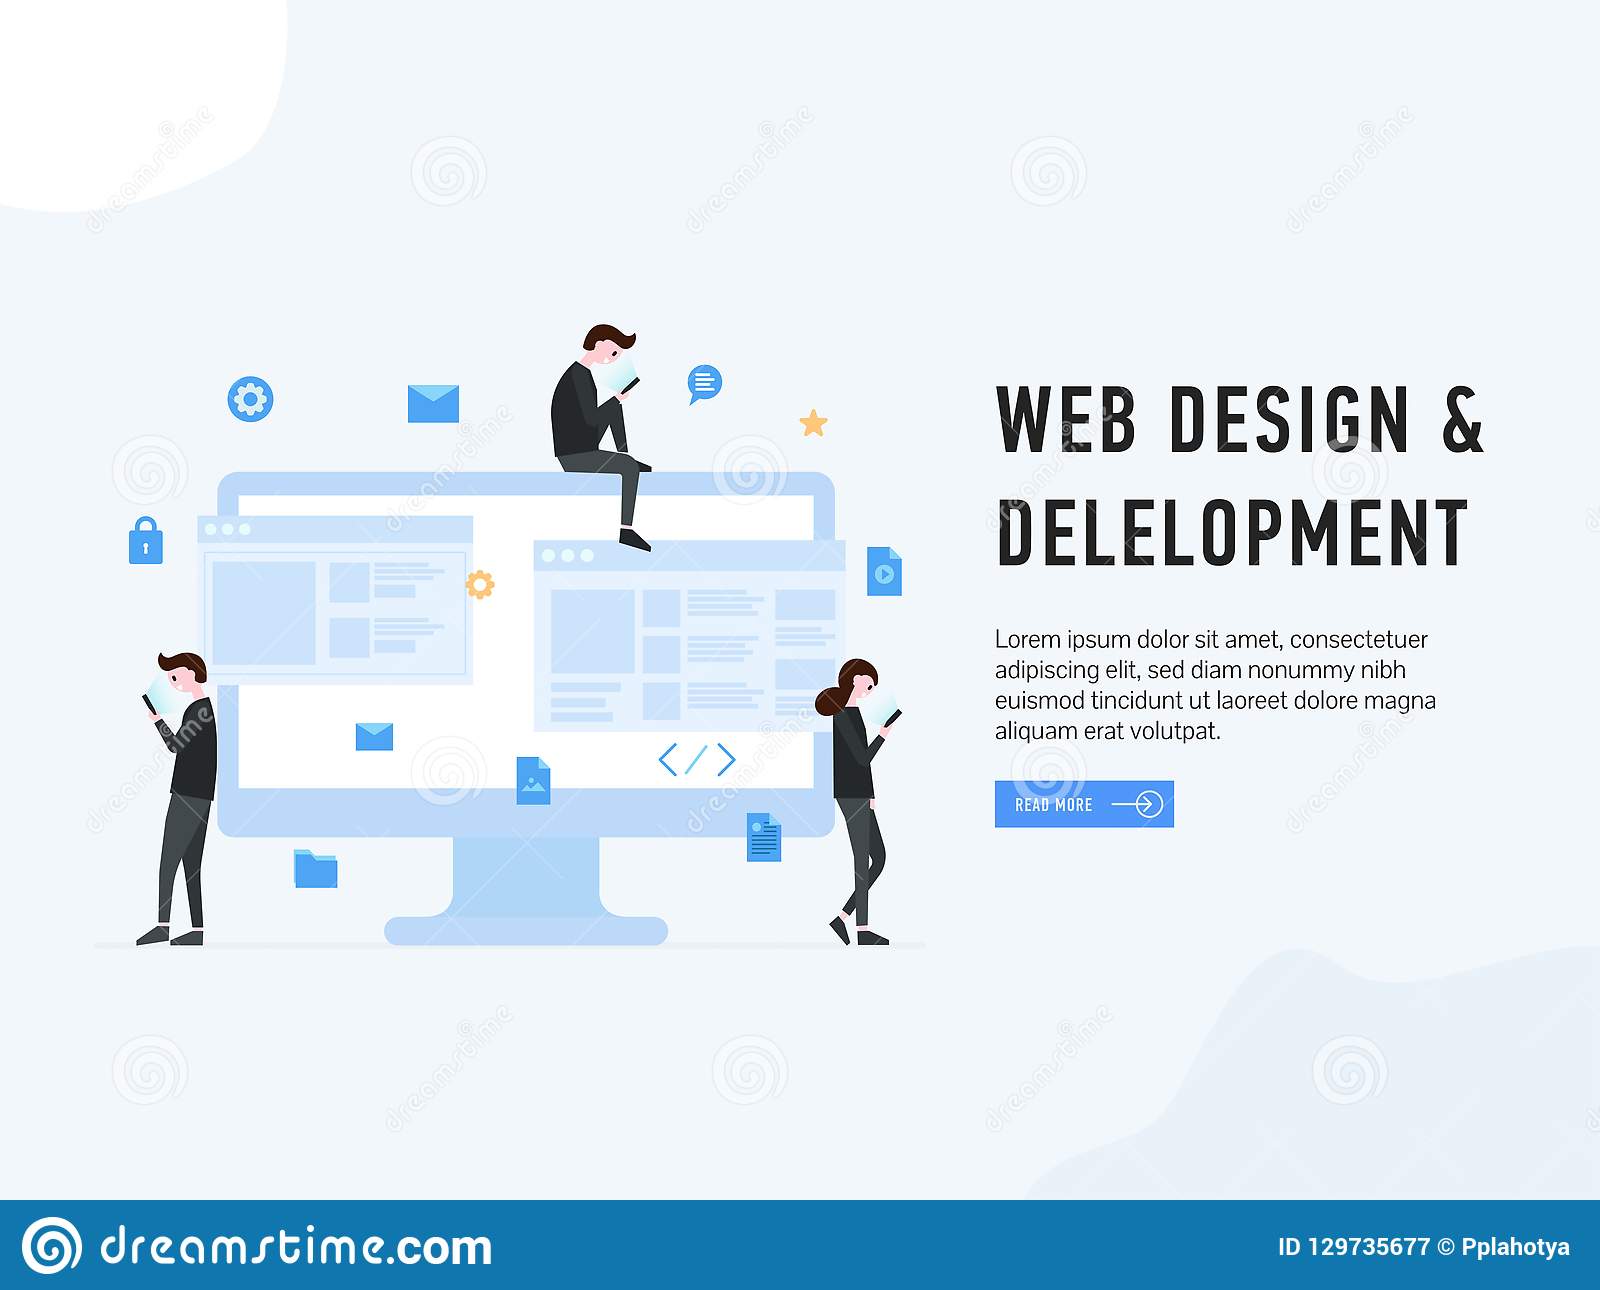 WEB DESIGN &
DELELOPMENT
Lorem ipsum dolor sit amet, consectetuer
adipiscing elit, sed diam nonummy nibh
euismod tincidunt ut laoreet dolore magna
aliquam erat volutpat.
READ MORE
dreamstime.com
ID 129735677 © Pplahotya